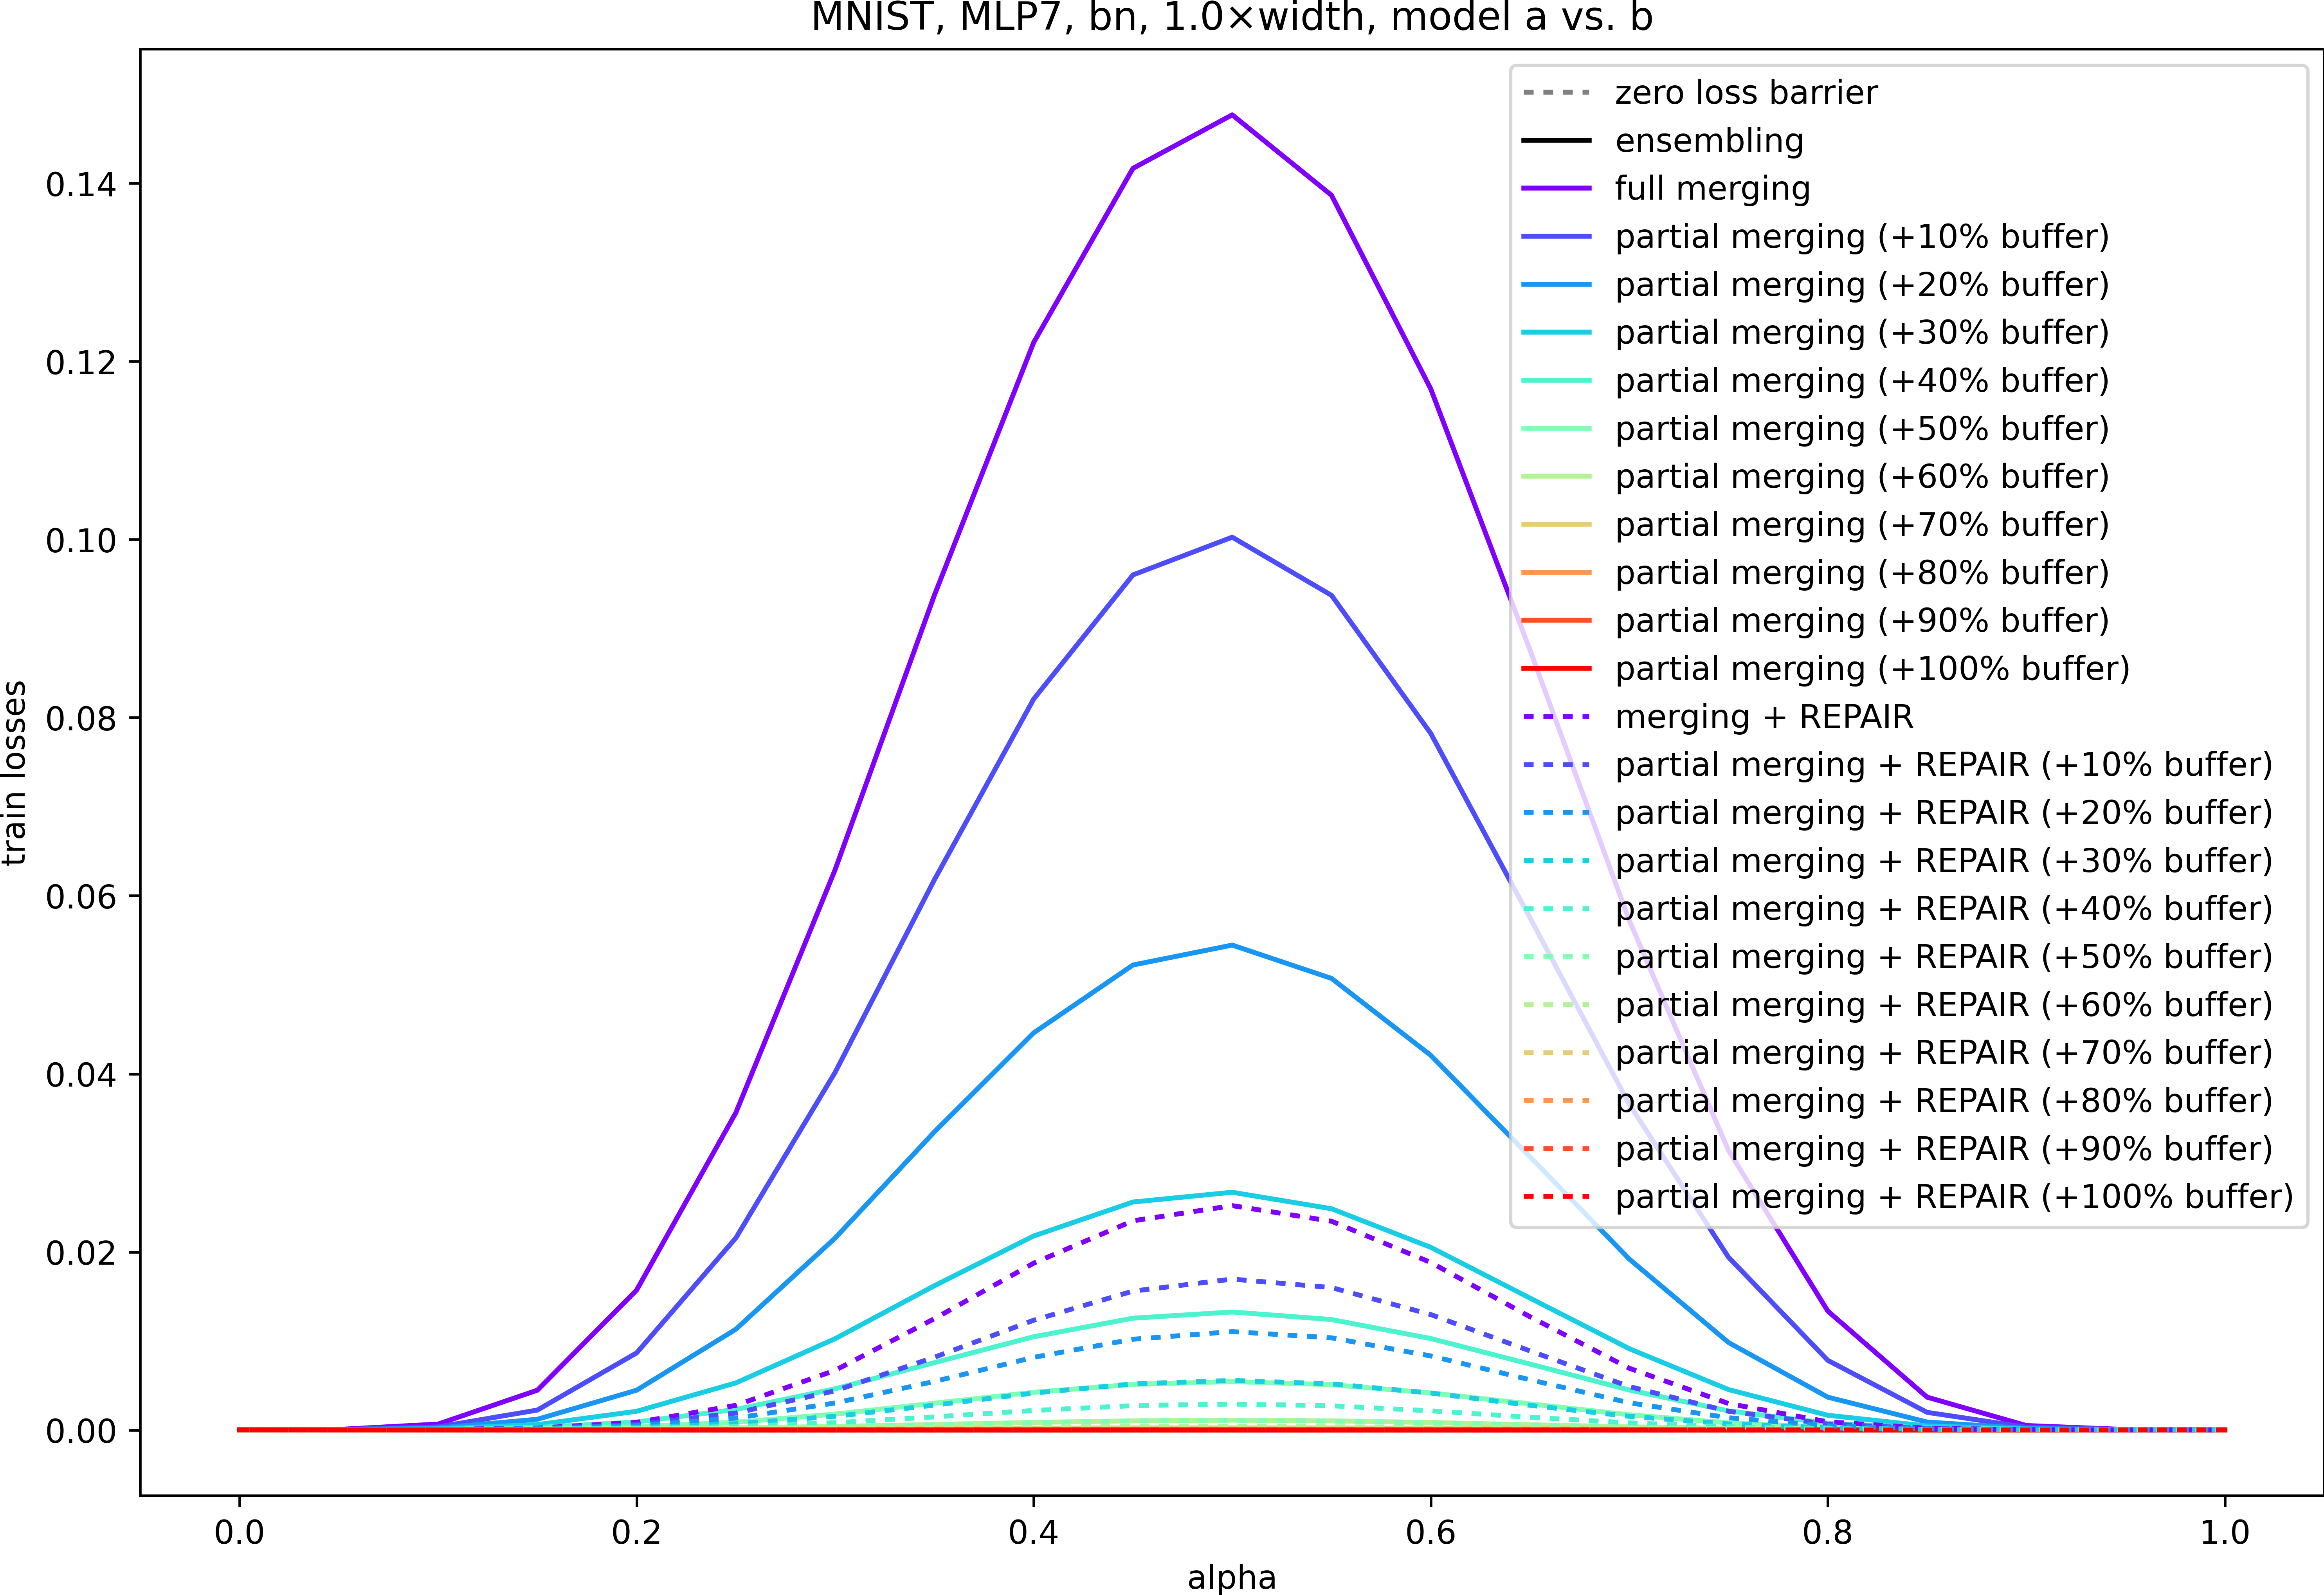 MNIST, MLP7, bn, 1.0×width, model a vs. b
zero loss barrier
ensembling
full merging
partial merging (+10% buffer)
partial merging (+20% buffer)
partial merging (+30% buffer)
partial merging (+40% buffer)
partial merging (+50% buffer)
partial merging (+60% buffer)
partial merging (+70% buffer)
partial merging (+80% buffer)
partial merging (+90% buffer)
partial merging (+100% buffer)
merging + REPAIR
partial merging + REPAIR (+10% buffer)
partial merging + REPAIR (+20% buffer)
partial merging + REPAIR (+30% buffer)
partial merging + REPAIR (+40% buffer)
partial merging + REPAIR (+50% buffer)
partial merging + REPAIR (+60% buffer)
partial merging + REPAIR (+70% buffer)
partial merging + REPAIR (+80% buffer)
partial merging + REPAIR (+90% buffer)
partial merging + REPAIR (+100% buffer)
train losses
0.14
0.12
0.10
0.08
0.06
0.04
0.02
0.00
0.0 0.2 0.4 0.6 0.8 1.0
alpha